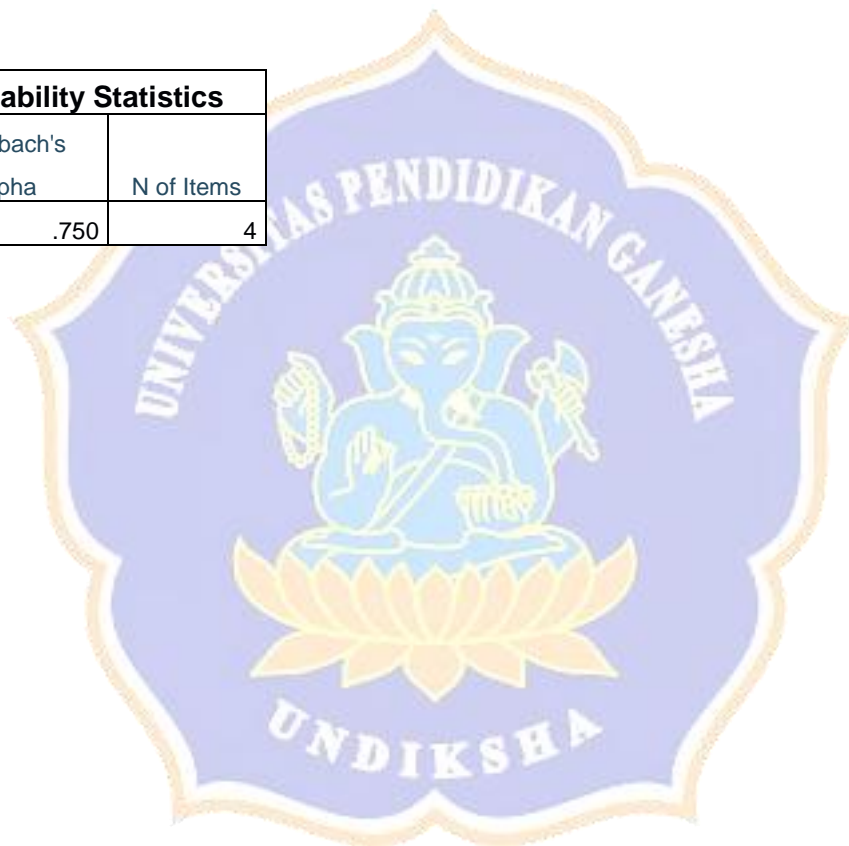 ability Statistics
bach's
pha N of Items
.750 4
UNIVERSITAS PENDIDIKAN GANESHA
UNDIKSHA